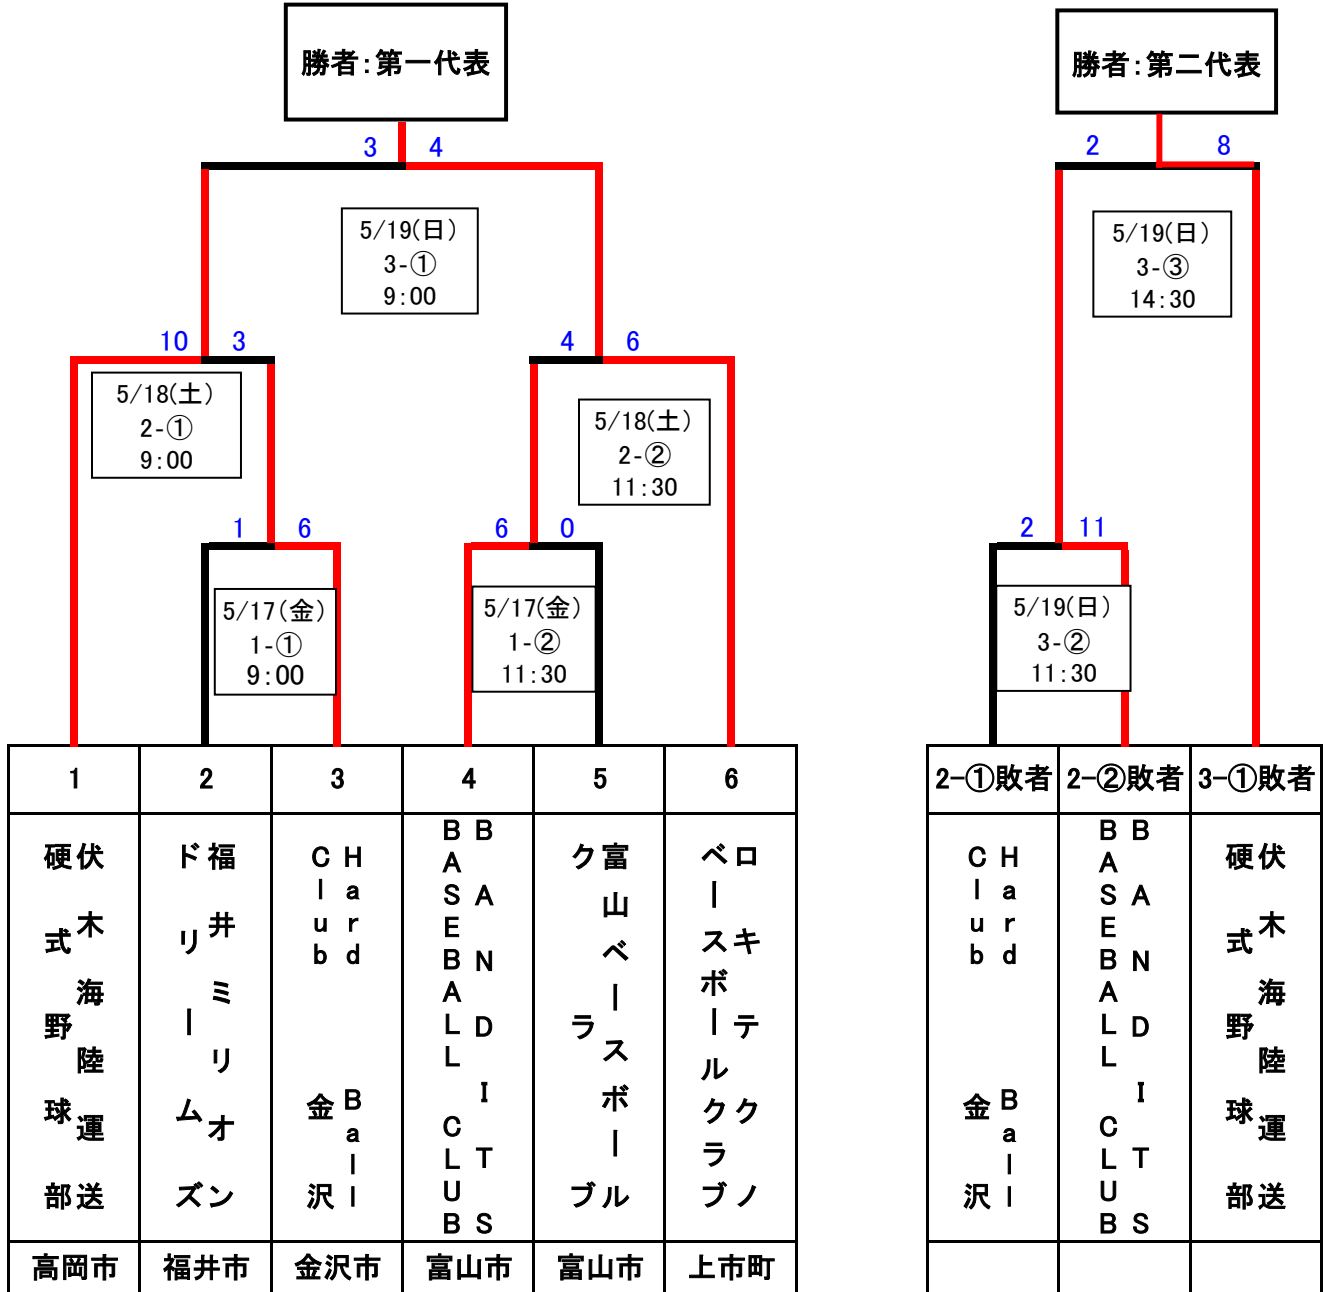 勝者：第一代表
勝者：第二代表
3 4
2 8
5/19(日)
3-①
9:00
5/19(日)
3-③
14:30
10 3
4 6
5/18(土)
2-①
9:00
5/18(土)
2-②
11:30
1 6
6 0
2 11
5/17(金)
1-①
9:00
5/17(金)
1-②
11:30
5/19(日)
3-②
11:30
1
2
3
4
5
6
2-①敗者
2-②敗者
3-①敗者
伏木海陸運送
硬式野球部
福井ミリオン
ドリームズ
Hard Ball
Club 金沢
BANDITS
BASEBALL CLUB
富山ベースボール
クラブ
ロキテクノ
ベースボールクラブ
Hard Ball
Club 金沢
BANDITS
BASEBALL CLUB
伏木海陸運送
硬式野球部
高岡市
福井市
金沢市
富山市
富山市
上市町